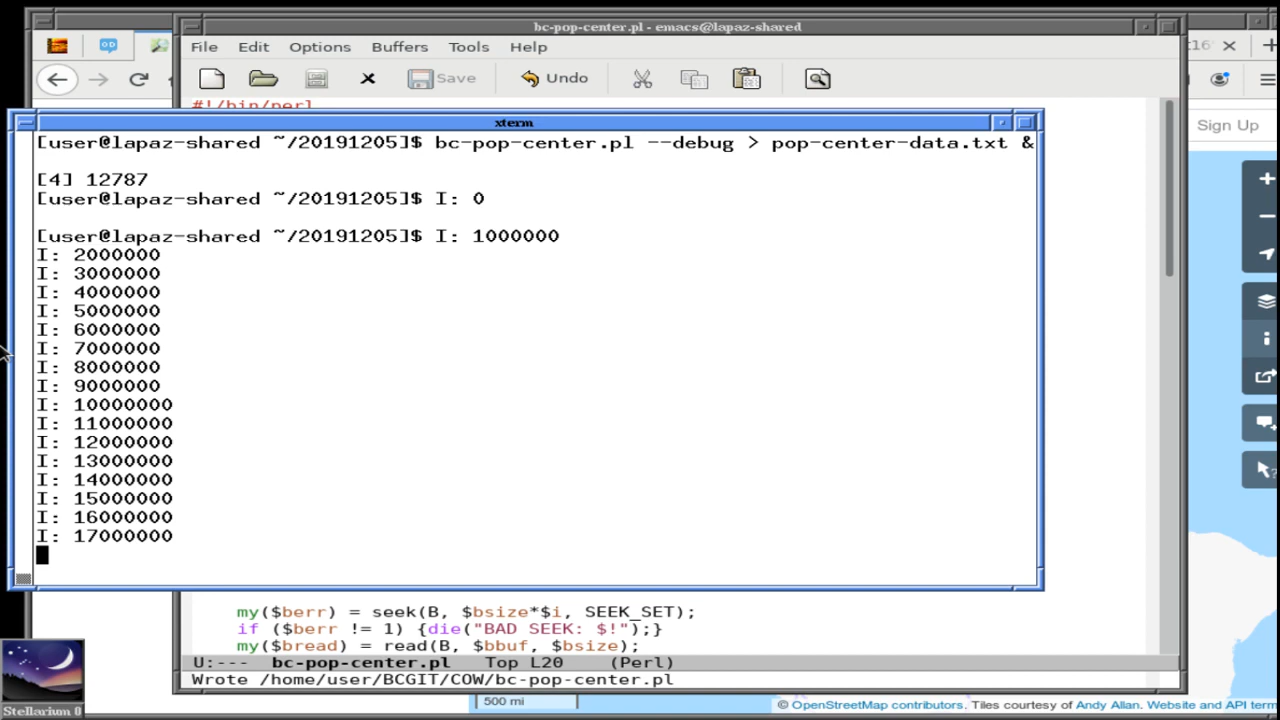 bc-pop-center.pl - emacs@lapaz-shared
File Edit Options Buffers Tools Help
Save Undo
#!/bin/perl
Sign Up
xterm
[user@lapaz-shared ~/20191205]$ bc-pop-center.pl --debug > pop-center-data.txt &
[4] 12787
[user@lapaz-shared ~/20191205]$ I: 0
[user@lapaz-shared ~/20191205]$ I: 1000000
I: 2000000
I: 3000000
I: 4000000
I: 5000000
I: 6000000
I: 7000000
I: 8000000
I: 9000000
I: 10000000
I: 11000000
I: 12000000
I: 13000000
I: 14000000
I: 15000000
I: 16000000
I: 17000000
my($berr) = seek(B, $bsize*$i, SEEK_SET);
if ($berr != 1) {die("BAD SEEK: $!");}
my($bread) = read(B, $bbuf, $bsize);
U:--- bc-pop-center.pl Top L20 (Perl)
Wrote /home/user/BCGIT/COW/bc-pop-center.pl
Stellarium 0
500 mi
© OpenStreetMap contributors. Tiles courtesy of Andy Allan. Website and API term